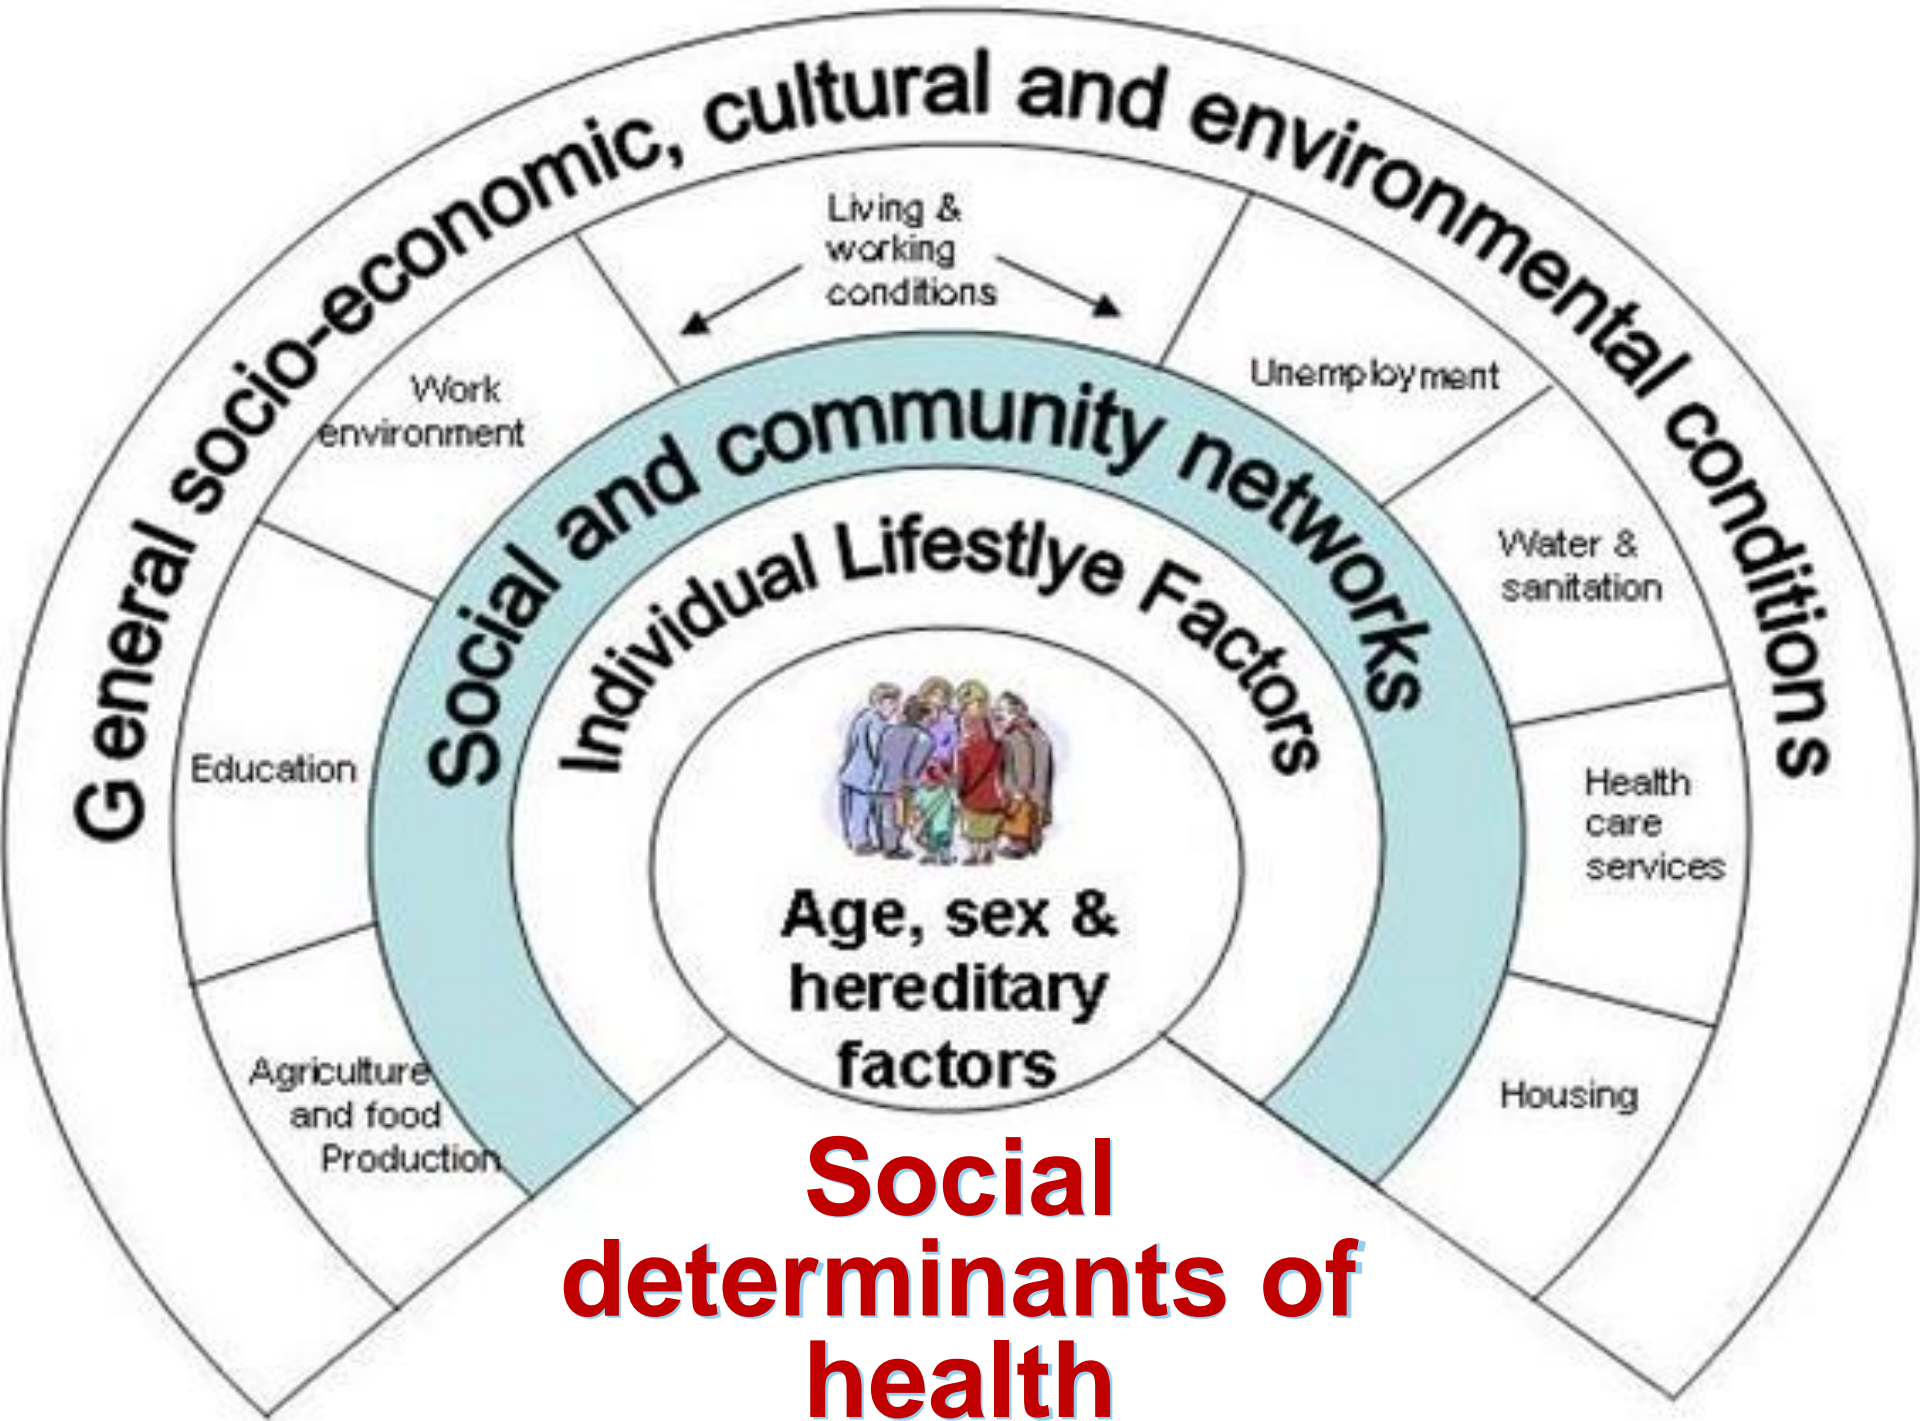 General socio-economic, cultural and environmental conditions
Living &
working
conditions
Work
environment
Unemployment
Education
Water &
sanitation
Agriculture
and food
Production
Health
care
services
Housing
Social and community networks
Individual Lifestlye Factors
Age, sex &
hereditary
factors
Social
determinants of
health